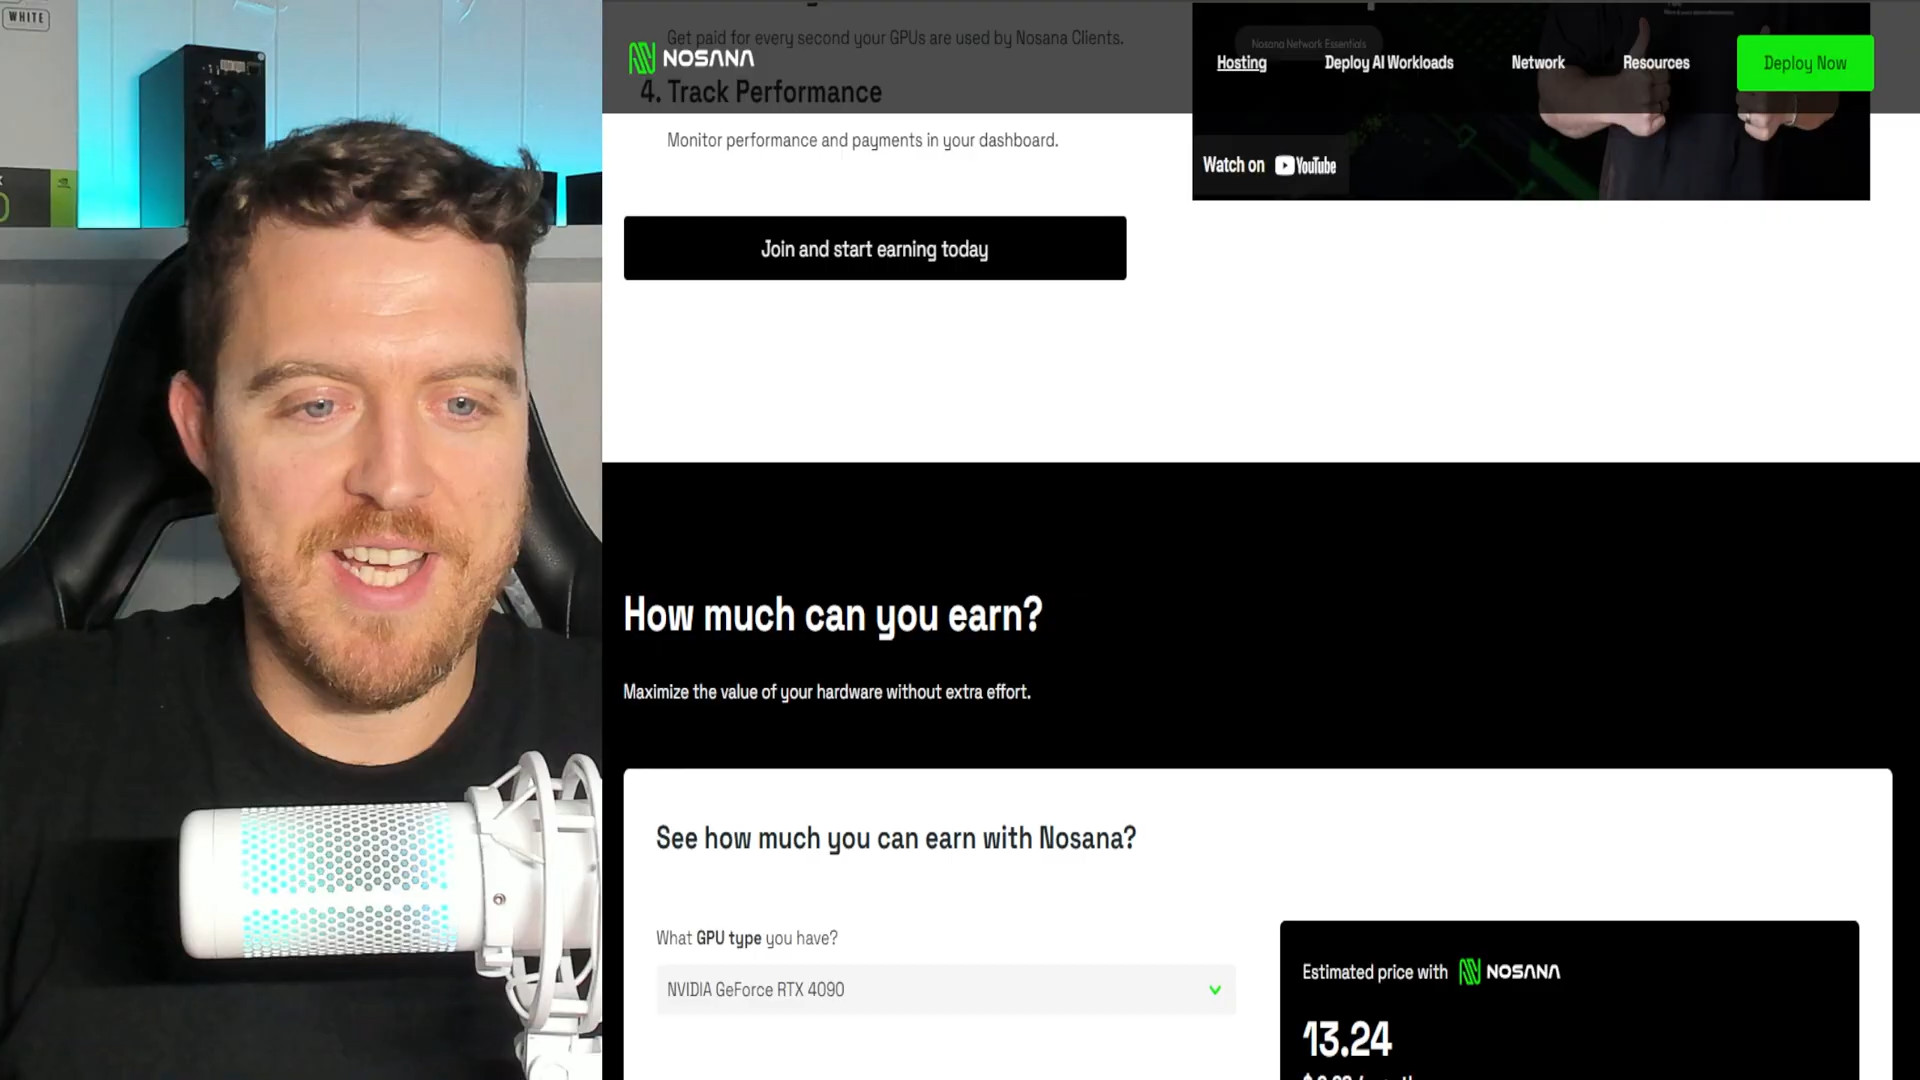 WHITE
Get paid for every second your GPUs are used by Nosana Clients.
NOSANA
4. Track Performance
Monitor performance and payments in your dashboard.
Nosana Network Essentials
Hosting
Deploy AI Workloads
Network
Resources
Deploy Now
Watch on YouTube
Join and start earning today
How much can you earn?
Maximize the value of your hardware without extra effort.
See how much you can earn with Nosana?
What GPU type you have?
NVIDIA GeForce RTX 4090
Estimated price with NOSANA
13.24